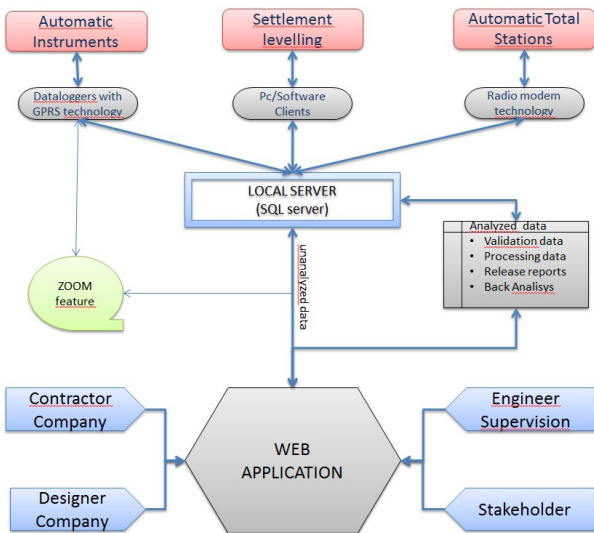 Automatic
Instruments
Settlement
levelling
Automatic Total
Stations
Dataloggers with
GPRS technology
Pc/Software
Clients
Radio modem
technology
LOCAL SERVER
(SQL server)
Analyzed data
• Validation data
• Processing data
• Release reports
• Back Analisys
ZOOM
feature
unanalyzed data
Contractor
Company
Engineer
Supervision
WEB
APPLICATION
Designer
Company
Stakeholder